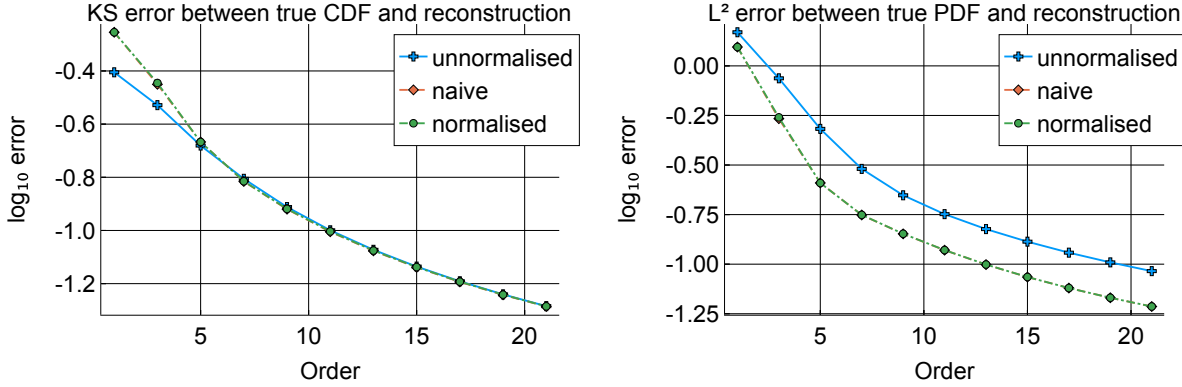 KS error between true CDF and reconstruction
unnormalised
naive
normalised
-0.4
-0.6
-0.8
-1.0
-1.2
5
10
15
20
log₁₀ error
Order
L² error between true PDF and reconstruction
unnormalised
naive
normalised
0.00
-0.25
-0.50
-0.75
-1.00
-1.25
5
10
15
20
log₁₀ error
Order